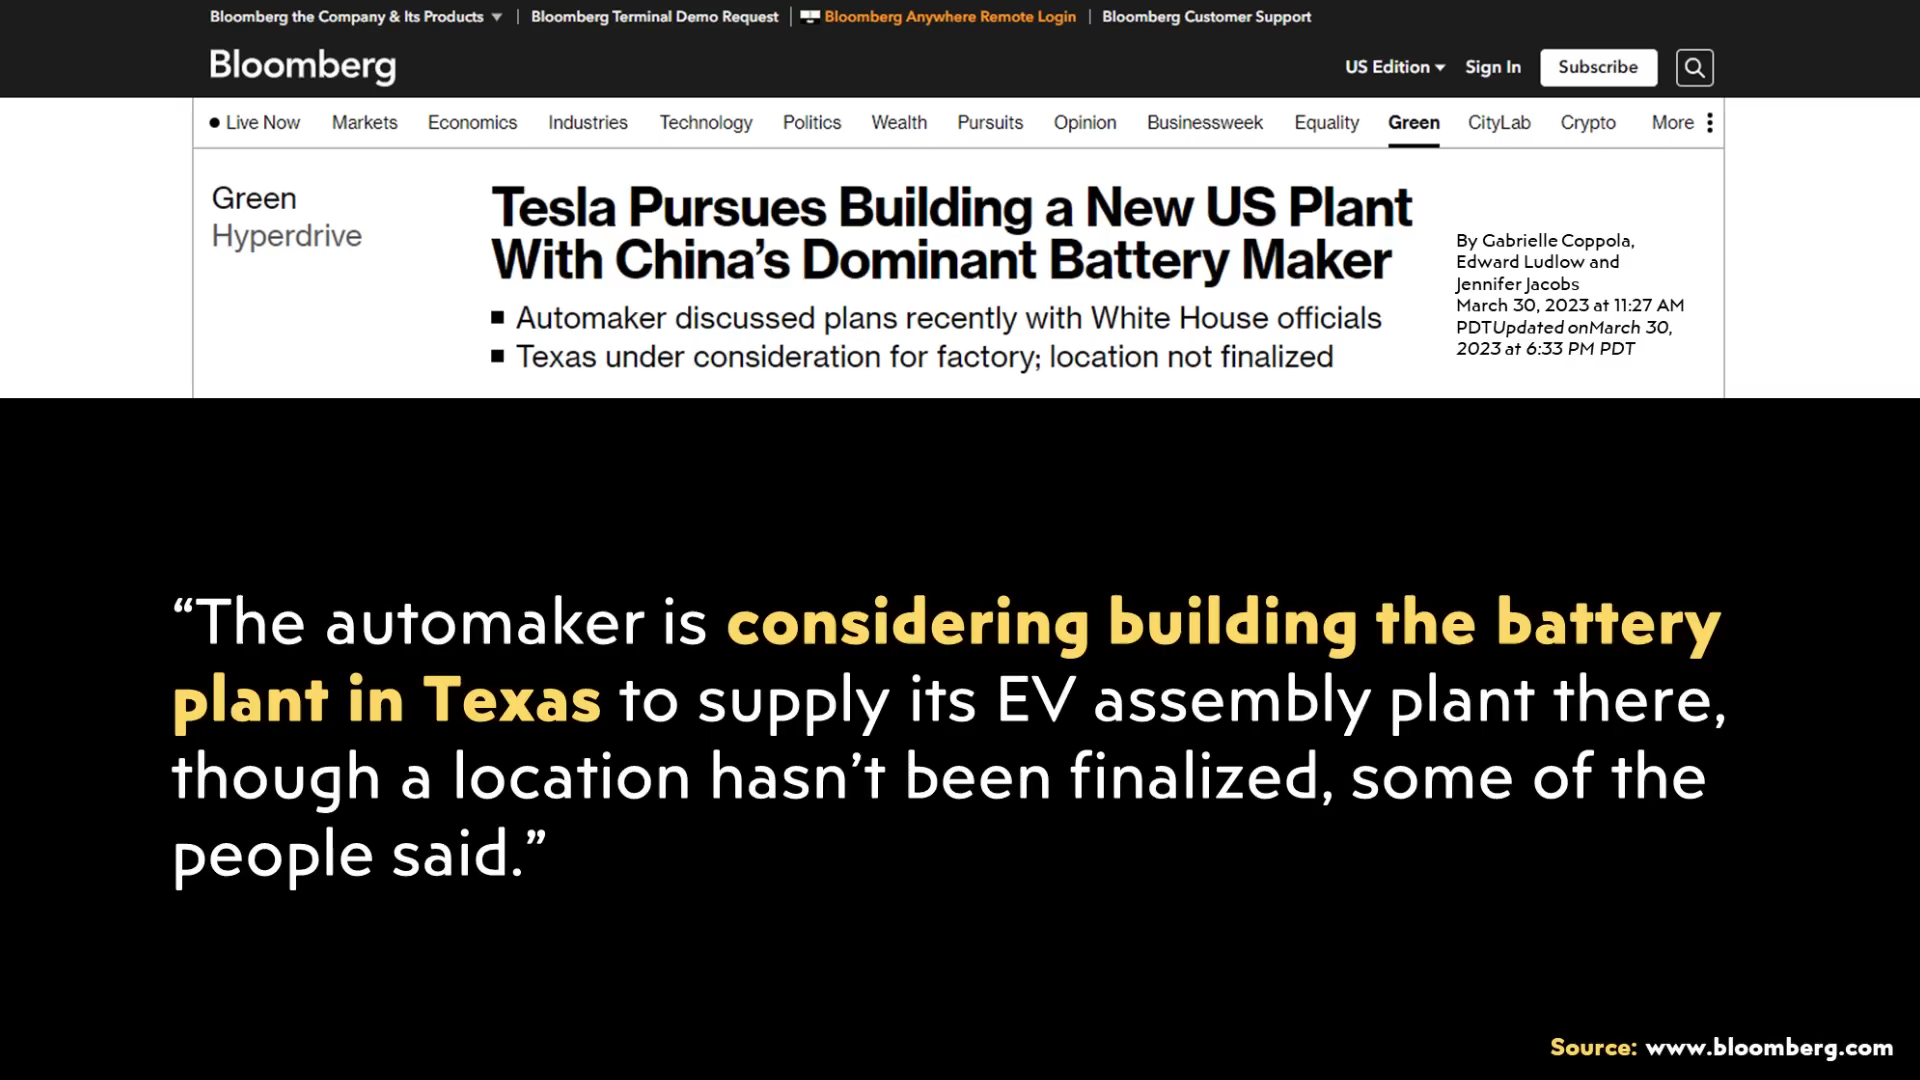 Bloomberg the Company & Its Products ▾ | Bloomberg Terminal Demo Request | Bloomberg Anywhere Remote Login | Bloomberg Customer Support
Bloomberg
US Edition ▾ Sign In Subscribe
• Live Now Markets Economics Industries Technology Politics Wealth Pursuits Opinion Businessweek Equality Green CityLab Crypto More ⋮
Green
Hyperdrive
Tesla Pursues Building a New US Plant
With China’s Dominant Battery Maker
■ Automaker discussed plans recently with White House officials
■ Texas under consideration for factory; location not finalized
By Gabrielle Coppola,
Edward Ludlow and
Jennifer Jacobs
March 30, 2023 at 11:27 AM
PDTUpdated onMarch 30,
2023 at 6:33 PM PDT
“The automaker is considering building the battery
plant in Texas to supply its EV assembly plant there,
though a location hasn’t been finalized, some of the
people said.”
Source: www.bloomberg.com